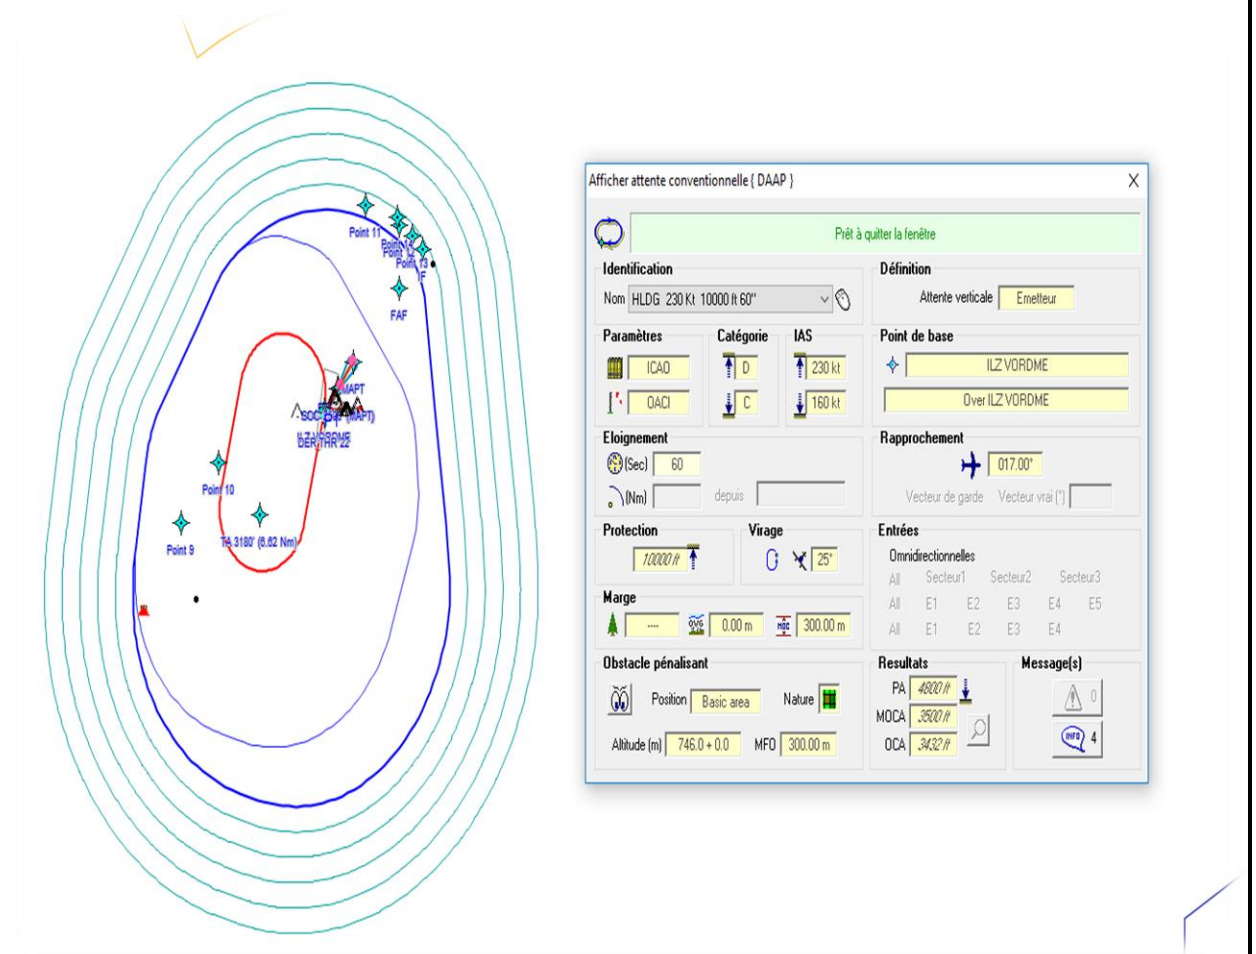 Point 11
Point 14
Point 12
Point 13
IF
FAF
MAPT
SOC
(MAPT)
ILZ VORDME
DER THR 22
Point 10
TA 3180' (6.62 Nm)
Point 9
Afficher attente conventionnelle { DAAP }
X
Prêt à quitter la fenêtre
Identification
Nom HLDG 230 Kt 10000 ft 60''
Définition
Attente verticale Emetteur
Paramètres
ICAO
OACI
Catégorie
D
C
IAS
230 kt
160 kt
Point de base
ILZ VORDME
Over ILZ VORDME
Eloignement
(Sec) 60
(Nm) depuis
Rapprochement
017.00°
Vecteur de garde Vecteur vrai (°)
Protection
10000 ft
Virage
25°
Entrées
Omnidirectionnelles
All Secteur1 Secteur2 Secteur3
All E1 E2 E3 E4 E5
All E1 E2 E3 E4
Marge
---- 0.00 m MOC 300.00 m
Obstacle pénalisant
Position Basic area Nature
Altitude (m) 746.0 + 0.0 MFO 300.00 m
Resultats
PA 4800 ft
MOCA 3500 ft
OCA 3432 ft
Message(s)
0
INFO 4